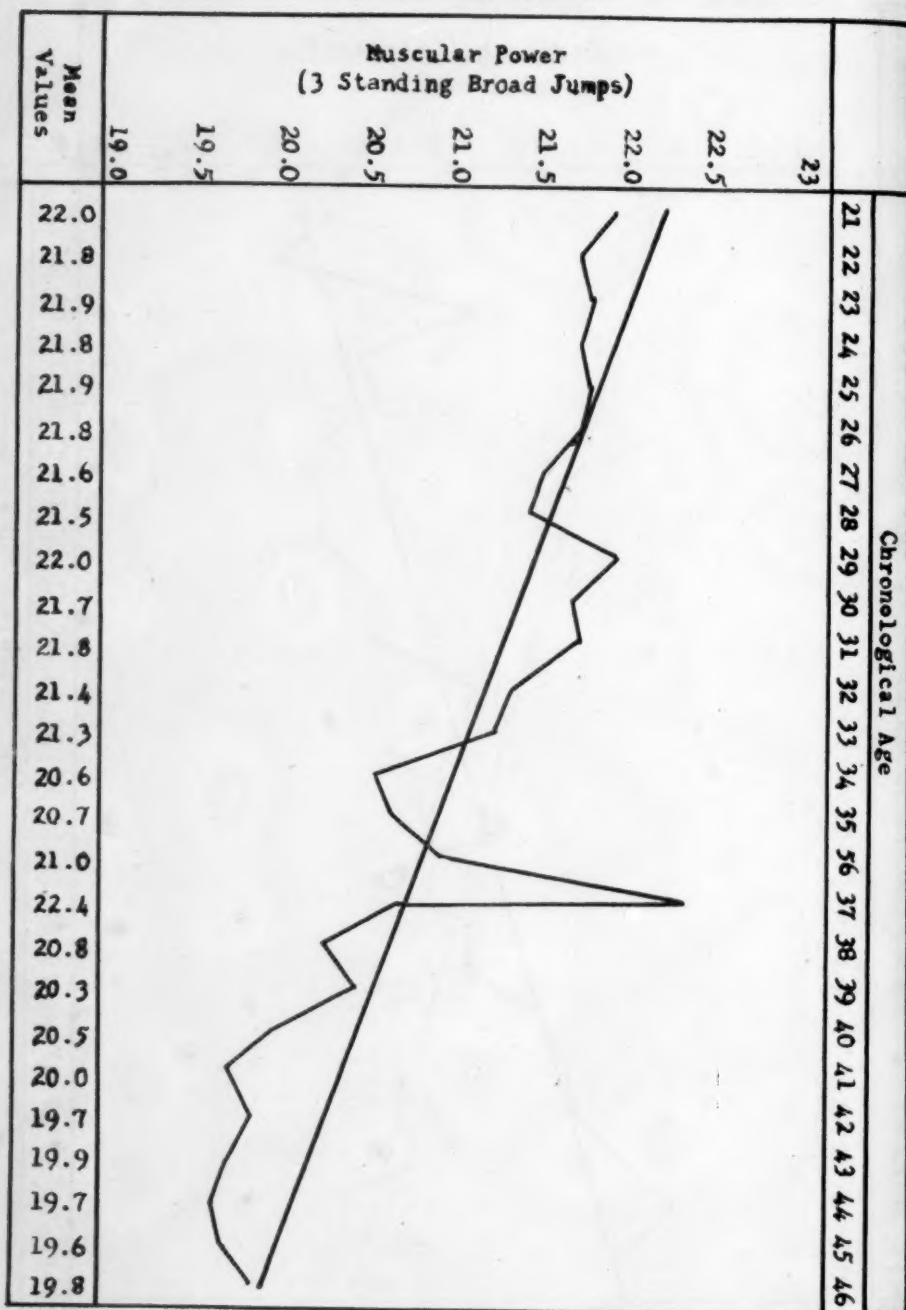 Chronological Age
21 22 23 24 25 26 27 28 29 30 31 32 33 34 35 56 37 38 39 40 41 42 43 44 45 46
Muscular Power
(3 Standing Broad Jumps)
23
22.5
22.0
21.5
21.0
20.5
20.0
19.5
19.0
Mean
Values
22.0 21.8 21.9 21.8 21.9 21.8 21.6 21.5 22.0 21.7 21.8 21.4 21.3 20.6 20.7 21.0 22.4 20.8 20.3 20.5 20.0 19.7 19.9 19.7 19.6 19.8